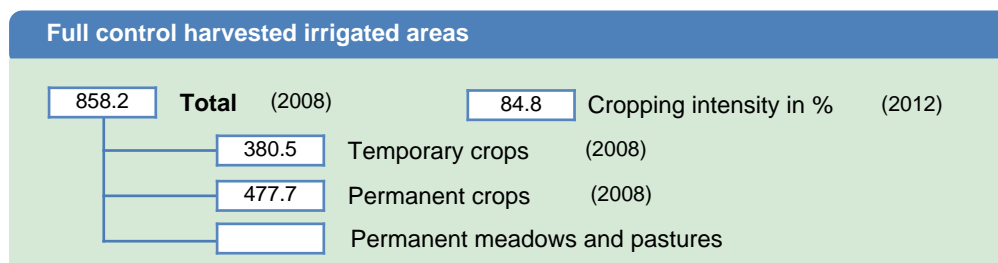 Full control harvested irrigated areas
858.2 Total (2008) 84.8 Cropping intensity in % (2012)
380.5 Temporary crops (2008)
477.7 Permanent crops (2008)
Permanent meadows and pastures